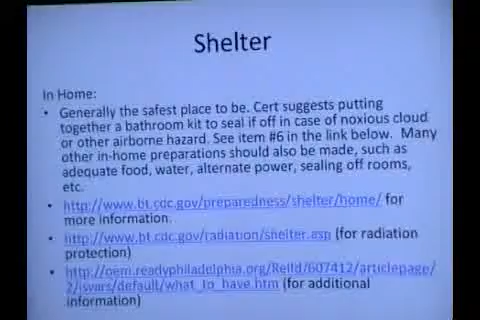 Shelter
In Home:
• Generally the safest place to be. Cert suggests putting
together a bathroom kit to seal if off in case of noxious cloud
or other airborne hazard. See item #6 in the link below. Many
other in-home preparations should also be made, such as
adequate food, water, alternate power, sealing off rooms,
etc.
• http://www.bt.cdc.gov/preparedness/shelter/home/ for
more information.
• http://www.bt.cdc.gov/radiation/shelter.asp (for radiation
protection)
• http://oem.readyphiladelphia.org/RelId/607412/articlepage/
2/isvars/default/what_to_have.htm (for additional
information)